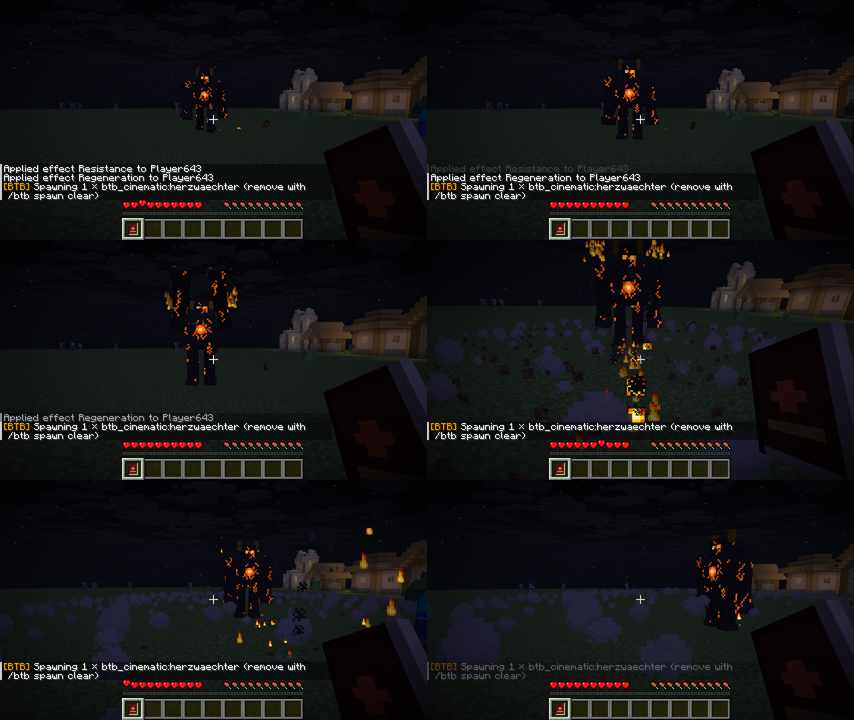 Applied effect Resistance to Player643
Applied effect Regeneration to Player643
[BTB] Spawning 1 × btb_cinematic:herzwaechter (remove with
/btb spawn clear)
Applied effect Resistance to Player643
Applied effect Regeneration to Player643
[BTB] Spawning 1 × btb_cinematic:herzwaechter (remove with
/btb spawn clear)
Applied effect Regeneration to Player643
[BTB] Spawning 1 × btb_cinematic:herzwaechter (remove with
/btb spawn clear)
[BTB] Spawning 1 × btb_cinematic:herzwaechter (remove with
/btb spawn clear)
[BTB] Spawning 1 × btb_cinematic:herzwaechter (remove with
/btb spawn clear)
[BTB] Spawning 1 × btb_cinematic:herzwaechter (remove with
/btb spawn clear)